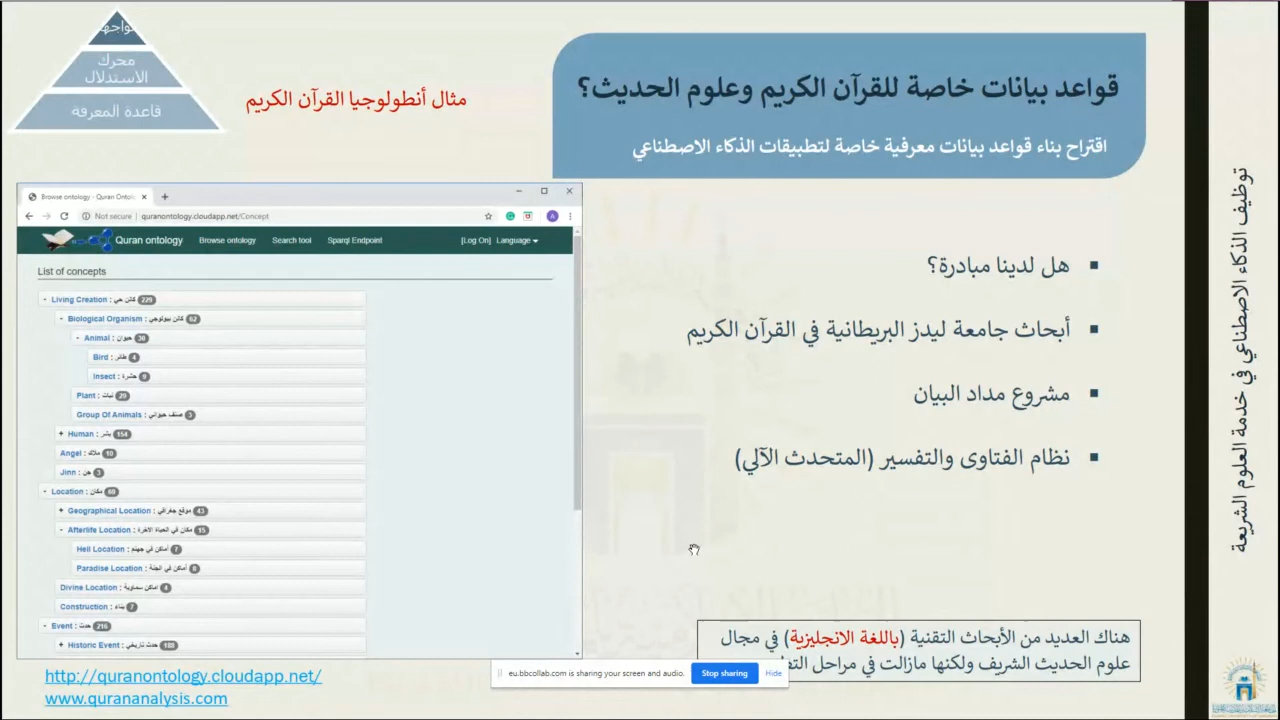 قواعد بيانات خاصة للقرآن الكريم وعلوم الحديث؟
اقتراح بناء قواعد بيانات معرفية خاصة لتطبيقات الذكاء الاصطناعي
مثال أنطولوجيا القرآن الكريم
محرك
الاستدلال
قاعدة المعرفة
هل لدينا مبادرة؟
أبحاث جامعة ليدز البريطانية في القرآن الكريم
مشروع مداد البيان
نظام الفتاوى والتفسير (المتحدث الآلي)
هناك العديد من الأبحاث التقنية (باللغة الانجليزية) في مجال
علوم الحديث الشريف ولكنها مازالت في مراحل
توظيف الذكاء الاصطناعي في خدمة العلوم الشريعة
Browse ontology - Quran Ontol
Not secure | quranontology.cloudapp.net/Concept
Quran ontology Browse ontology Search tool Sparql Endpoint [Log On] Language
List of concepts
- Living Creation : كائن حي 229
- Biological Organism : كائن بيولوجي 62
- Animal : حيوان 30
Bird : طائر 4
Insect : حشرة 9
Plant : نبات 29
Group Of Animals : صنف حيواني 3
+ Human : بشر 154
Angel : ملاك 10
Jinn : جن 3
- Location : مكان 69
+ Geographical Location : موقع جغرافي 43
- Afterlife Location : مكان في الحياة الاخرة 15
Hell Location : أماكن في جهنم 7
Paradise Location : أماكن في الجنة
Divine Location : اماكن سماوية 4
Construction : بناء 7
- Event : حدث 216
+ Historic Event : حدث تاريخي 188
http://quranontology.cloudapp.net/
www.qurananalysis.com
eu.bbcollab.com is sharing your screen and audio. Stop sharing Hide